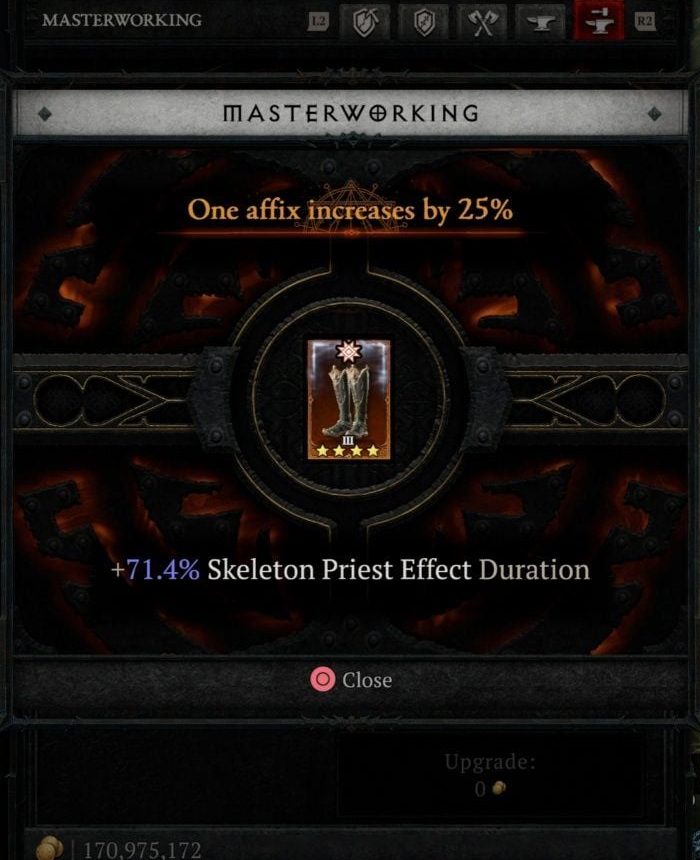 MASTERWORKING
L2
R2
MASTERWORKING
One affix increases by 25%
III
+71.4% Skeleton Priest Effect Duration
Close
Upgrade:
0
170,975,172